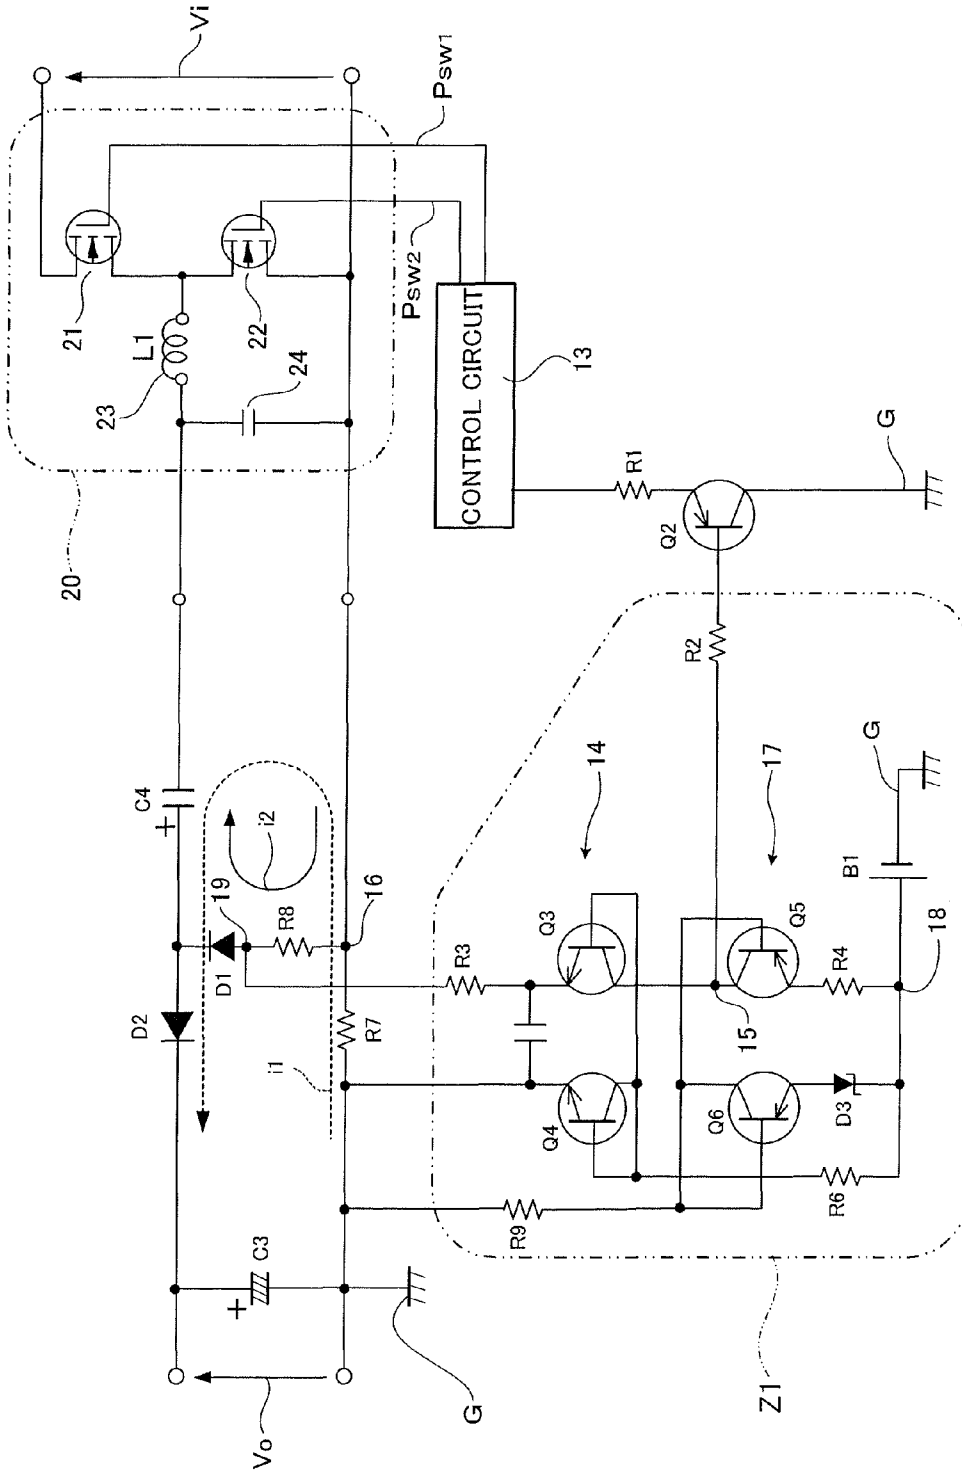 Vi
Psw1
21
22
Psw2
L1
23
24
CONTROL CIRCUIT
13
20
R1
Q2
G
R2
C4
+
i2
19
R8
16
D1
D2
i1
R7
R3
Q3
14
17
G
B1
Q5
R4
18
15
Q4
Q6
D3
R6
R9
C3
+
G
Vo
Z1